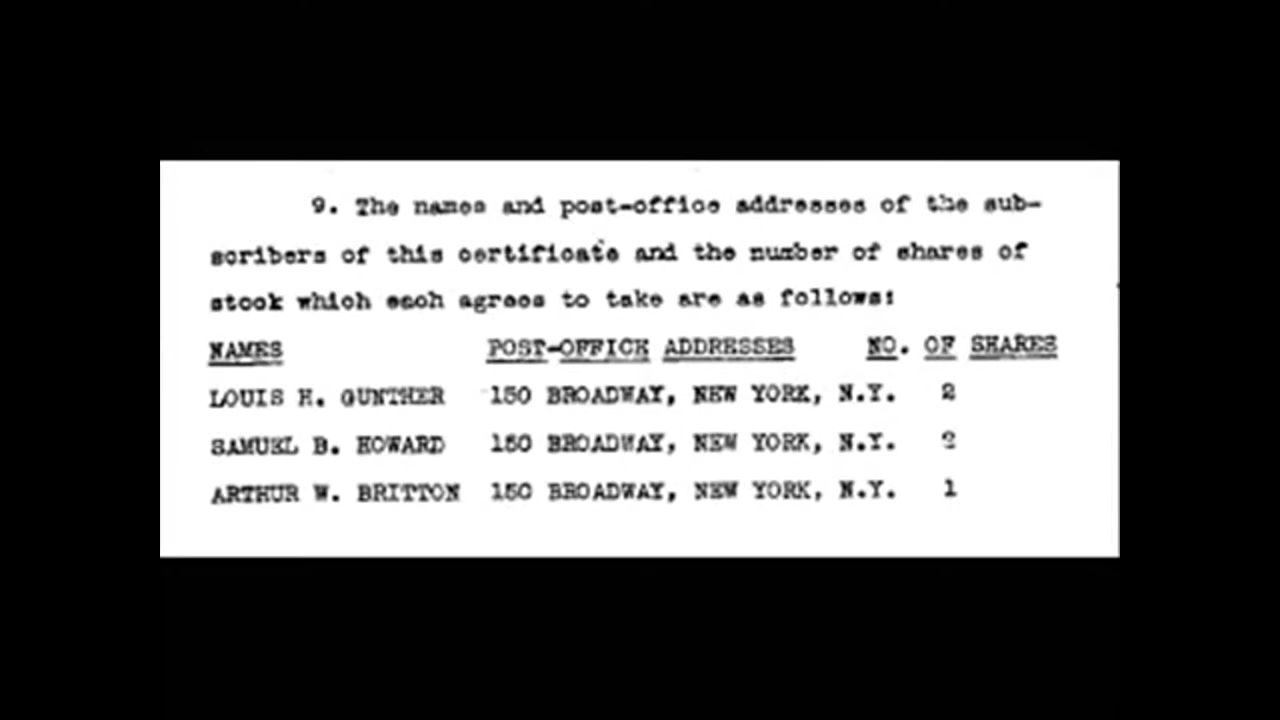 9. The names and post-office addresses of the sub-
scribers of this certificate and the number of shares of
stock which each agrees to take are as follows:
NAMES POST-OFFICE ADDRESSES NO. OF SHARES
LOUIS H. GUNTHER 150 BROADWAY, NEW YORK, N.Y. 2
SAMUEL B. HOWARD 150 BROADWAY, NEW YORK, N.Y. 2
ARTHUR W. BRITTON 150 BROADWAY, NEW YORK, N.Y. 1